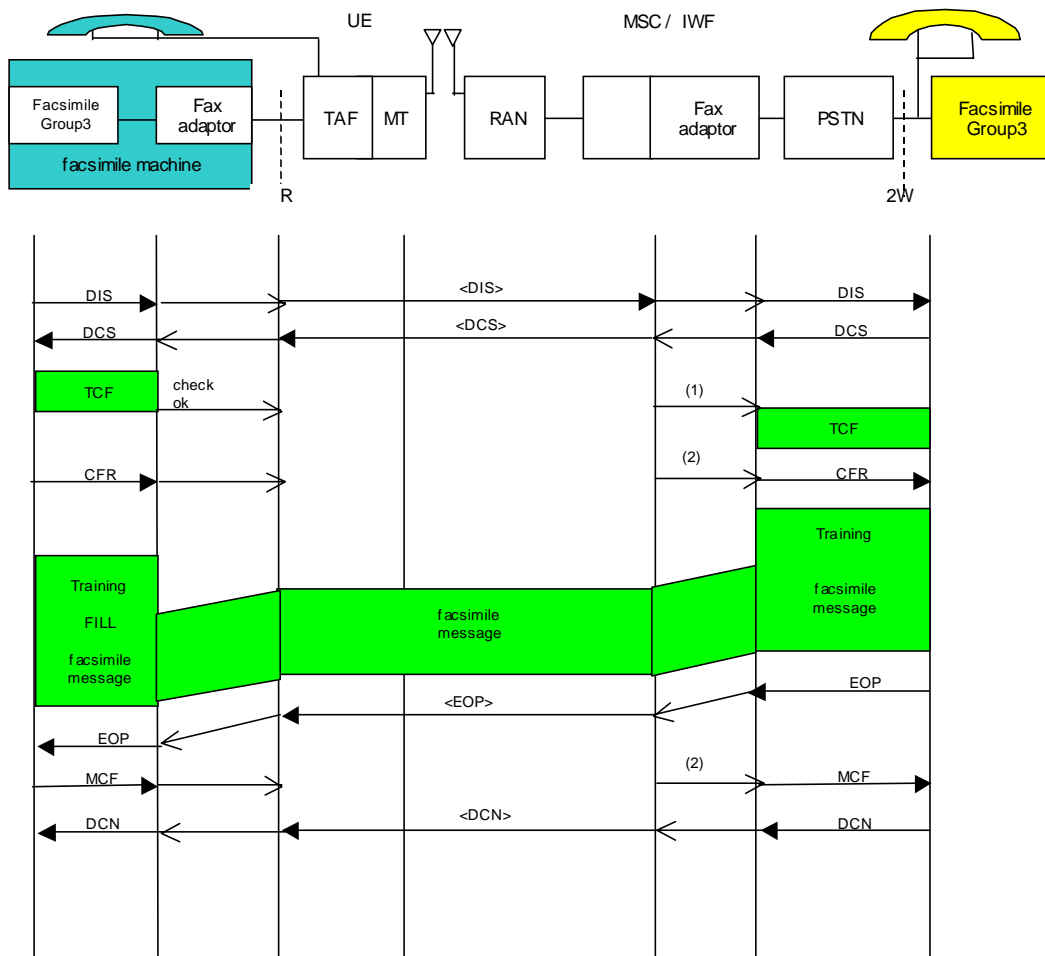 UE
MSC / IWF
Facsimile
Group3
Fax
adaptor
facsimile machine
TAF
MT
RAN
Fax
adaptor
PSTN
Facsimile
Group3
R
2W
DIS
<DIS>
DIS
DCS
<DCS>
DCS
TCF
check
ok
(1)
TCF
CFR
(2)
CFR
Training
FILL
facsimile
message
facsimile
message
Training
facsimile
message
EOP
<EOP>
EOP
MCF
(2)
MCF
DCN
<DCN>
DCN